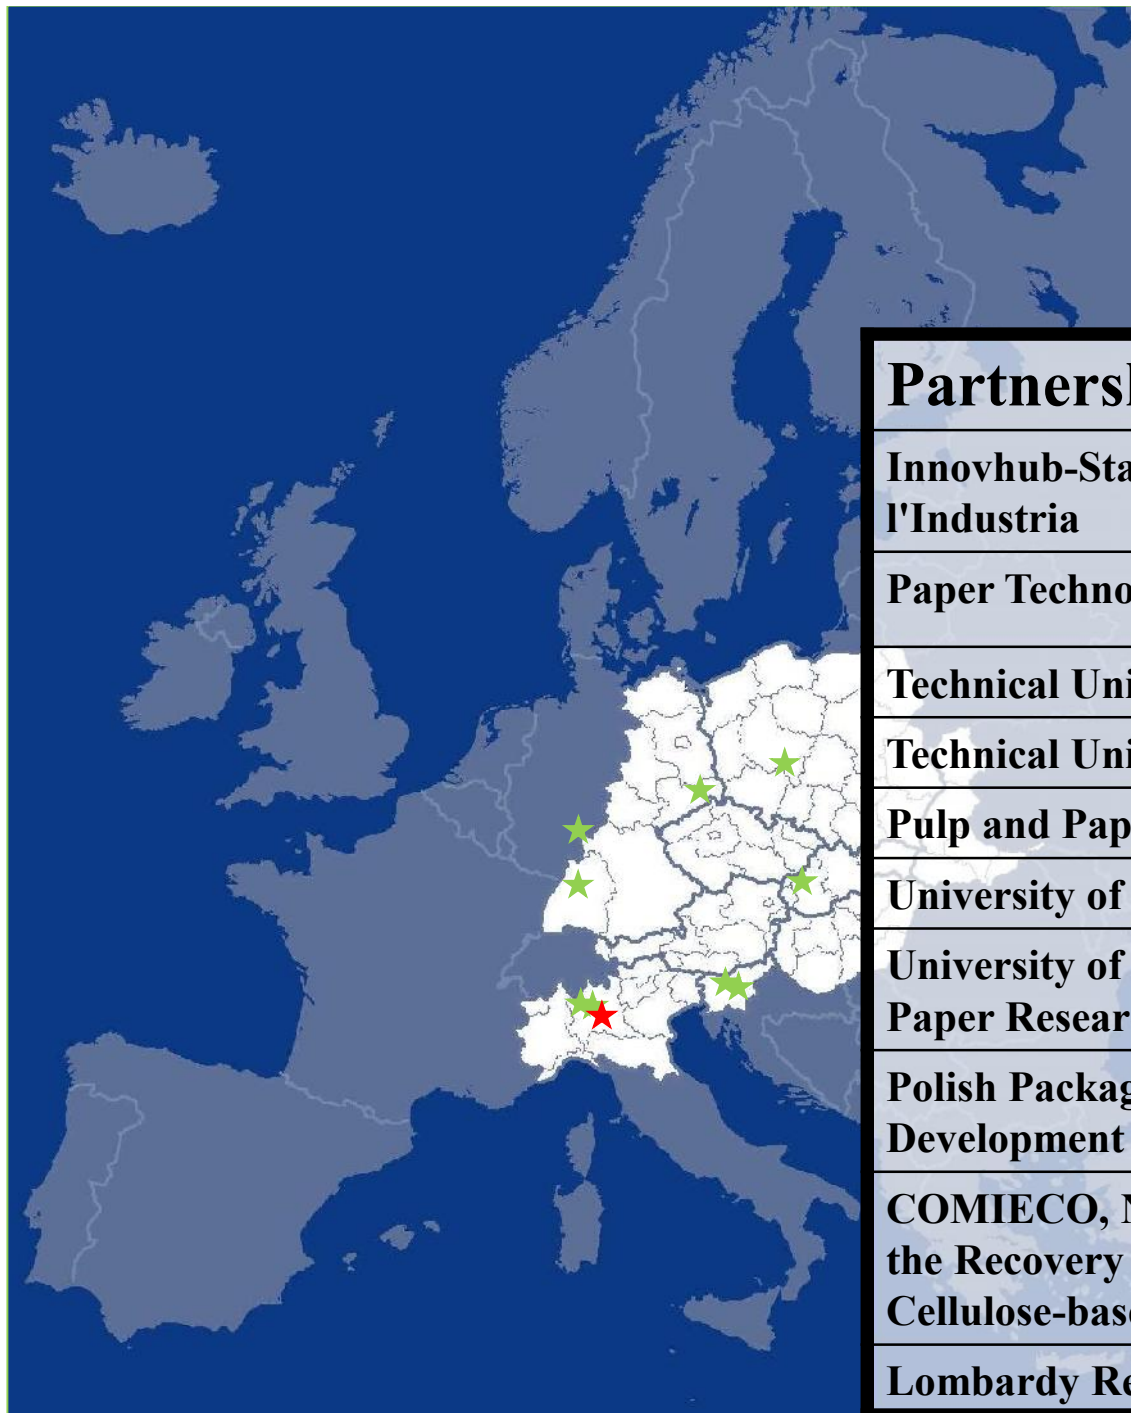 Partnersh
Innovhub-Sta
l'Industria
Paper Techno
Technical Uni
Technical Uni
Pulp and Pap
University of
University of
Paper Resear
Polish Packag
Development
COMIECO, N
the Recovery
Cellulose-base
Lombardy Re